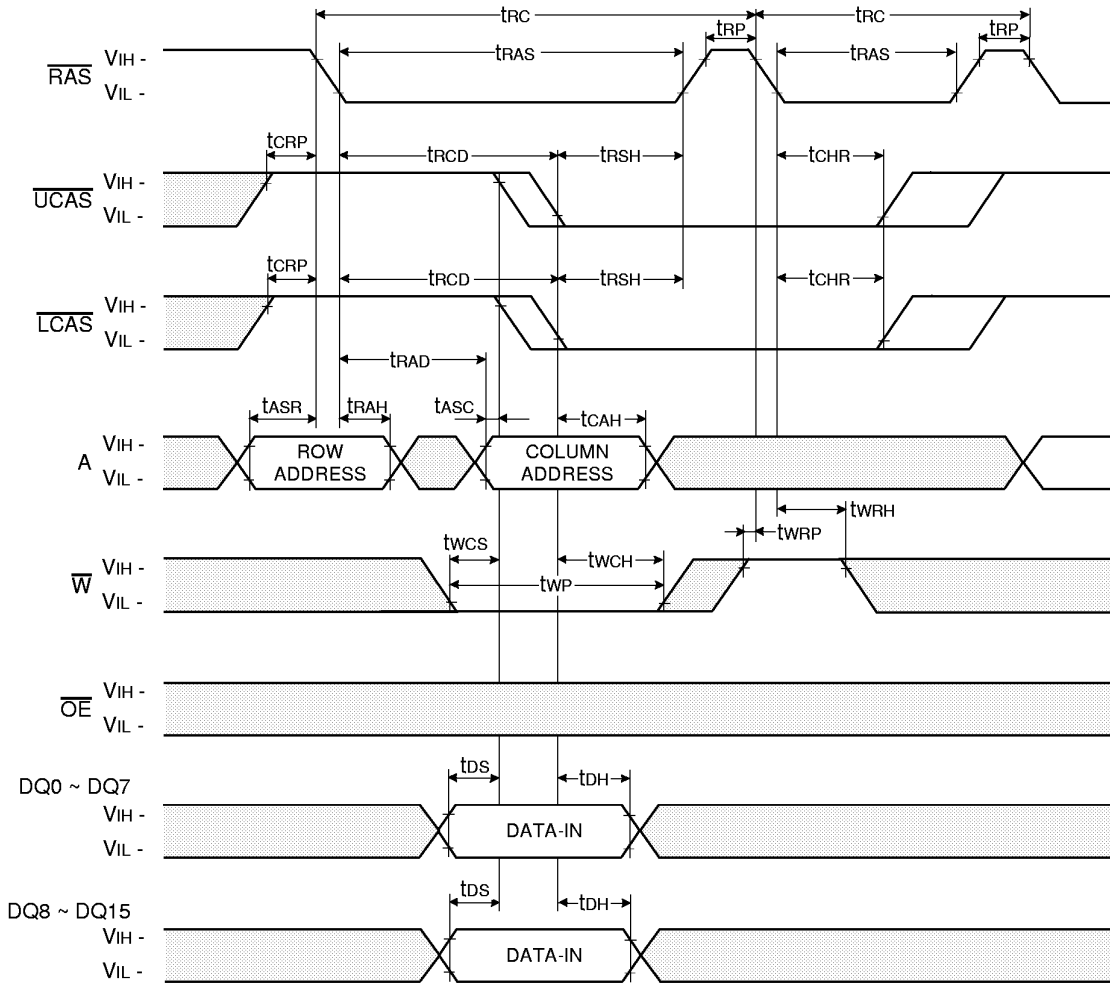 tRC tRC
tRP tRP
tRAS tRAS
RAS
VIH -
VIL -
tCRP tRCD tRSH tCHR
UCAS
VIH -
VIL -
tCRP tRCD tRSH tCHR
LCAS
VIH -
VIL -
tRAD
tASR tRAH tASC tCAH
A
VIH -
VIL -
ROW
ADDRESS
COLUMN
ADDRESS
tWRH
tWRP
tWCS tWCH
tWP
W
VIH -
VIL -
OE
VIH -
VIL -
tDS tDH
DQ0 ~ DQ7
VIH -
VIL -
DATA-IN
tDS tDH
DQ8 ~ DQ15
VIH -
VIL -
DATA-IN